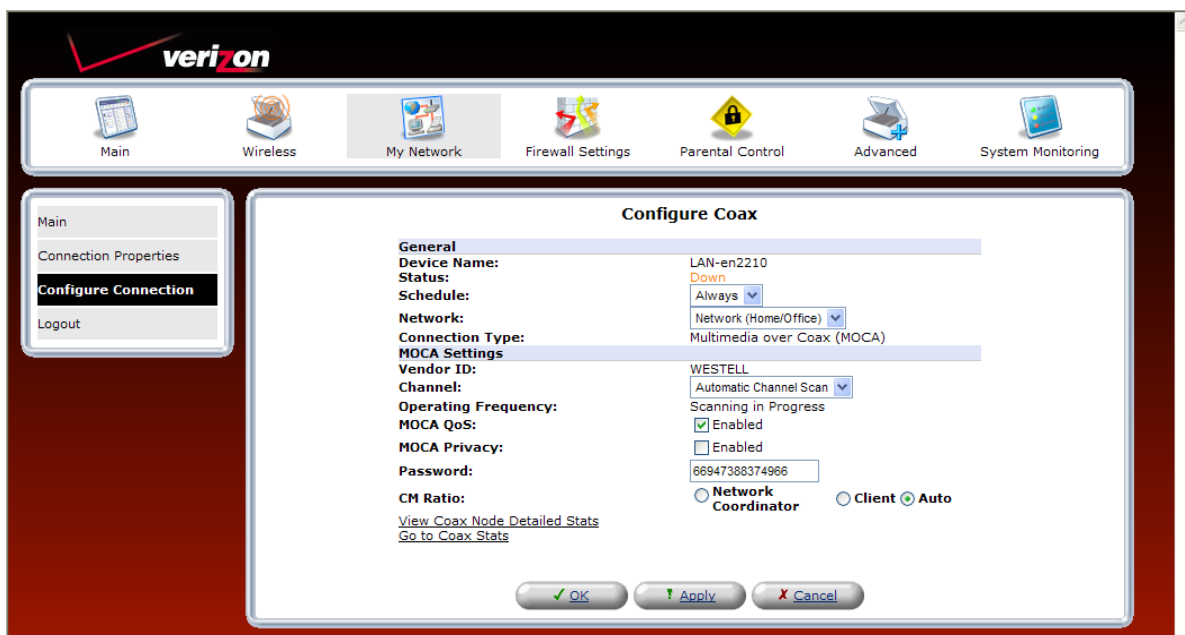 verizon
Main Wireless My Network Firewall Settings Parental Control Advanced System Monitoring
Main
Connection Properties
Configure Connection
Logout
Configure Coax
General
Device Name: LAN-en2210
Status: Down
Schedule: Always
Network: Network (Home/Office)
Connection Type: Multimedia over Coax (MOCA)
MOCA Settings
Vendor ID: WESTELL
Channel: Automatic Channel Scan
Operating Frequency: Scanning in Progress
MOCA QoS: Enabled
MOCA Privacy: Enabled
Password: 66947388374966
CM Ratio: Network Coordinator Client Auto
View Coax Node Detailed Stats
Go to Coax Stats
OK Apply Cancel